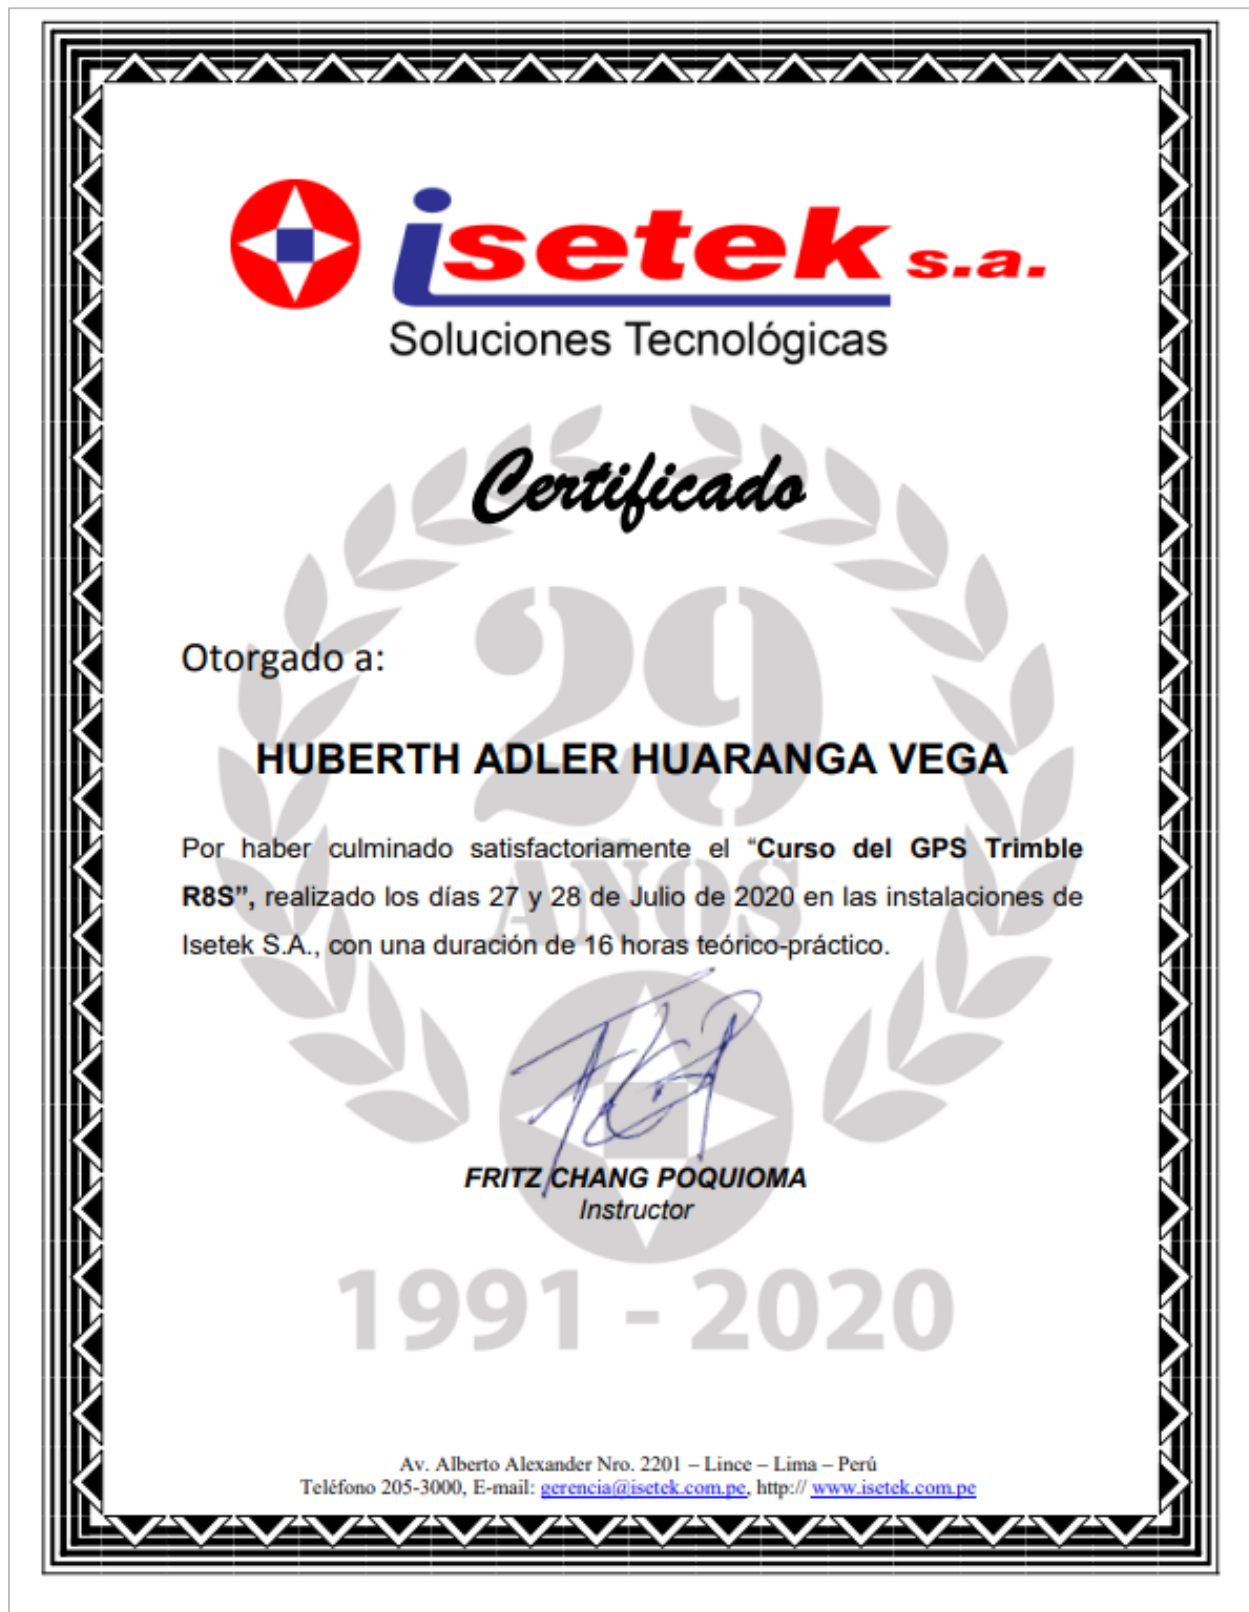 isetek s.a.
Soluciones Tecnológicas
Certificado
29
AÑOS
Otorgado a:
HUBERTH ADLER HUARANGA VEGA
Por haber culminado satisfactoriamente el “Curso del GPS Trimble
R8S”, realizado los días 27 y 28 de Julio de 2020 en las instalaciones de
Isetek S.A., con una duración de 16 horas teórico-práctico.
FRITZ CHANG POQUIOMA
Instructor
1991 - 2020
Av. Alberto Alexander Nro. 2201 – Lince – Lima – Perú
Teléfono 205-3000, E-mail: gerencia@isetek.com.pe, http:// www.isetek.com.pe